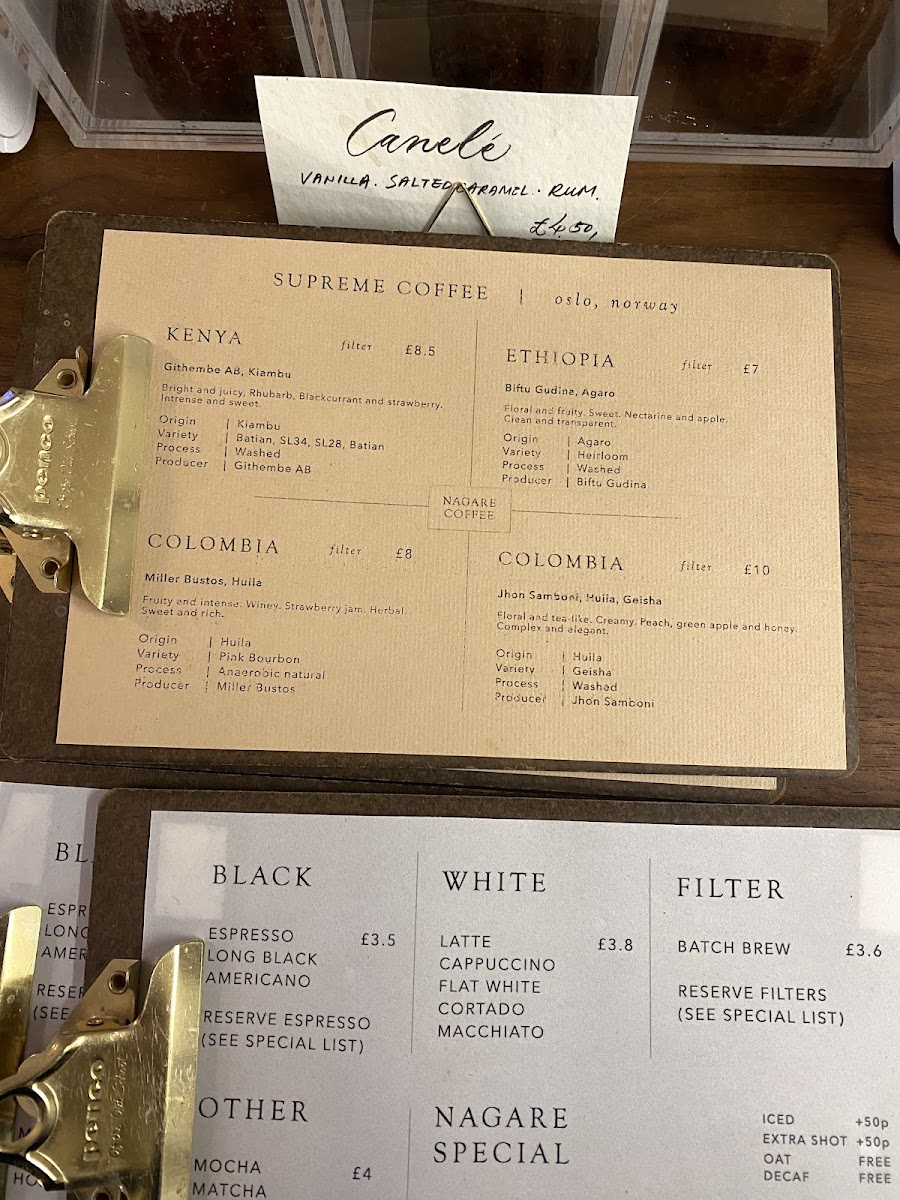 Canelé
VANILLA. SALTED CARAMEL. RUM.
£4.50,
SUPREME COFFEE | oslo, norway
KENYA filter £8.5
Githembe AB, Kiambu
Bright and juicy, Rhubarb, Blackcurrant and strawberry.
Intrense and sweet.
Origin | Kiambu
Variety | Batian, SL34, SL28, Batian
Process | Washed
Producer | Githembe AB
ETHIOPIA filter £7
Biftu Gudina, Agaro
Floral and fruity. Sweet. Nectarine and apple.
Clean and transparent.
Origin | Agaro
Variety | Heirloom
Process | Washed
Producer | Biftu Gudina
NAGARE
COFFEE
COLOMBIA filter £8
Miller Bustos, Huila
Fruity and intense. Winey. Strawberry jam. Herbal.
Sweet and rich.
Origin | Huila
Variety | Pink Bourbon
Process | Anaerobic natural
Producer | Miller Bustos
COLOMBIA filter £10
Jhon Samboni, Huila, Geisha
Floral and tea-like. Creamy. Peach, green apple and honey.
Complex and elegant.
Origin | Huila
Variety | Geisha
Process | Washed
Producer | Jhon Samboni
penco
BLACK
ESPRESSO £3.5
LONG BLACK
AMERICANO
RESERVE ESPRESSO
(SEE SPECIAL LIST)
WHITE
LATTE £3.8
CAPPUCCINO
FLAT WHITE
CORTADO
MACCHIATO
FILTER
BATCH BREW £3.6
RESERVE FILTERS
(SEE SPECIAL LIST)
OTHER
MOCHA £4
MATCHA
NAGARE
SPECIAL
ICED +50p
EXTRA SHOT +50p
OAT FREE
DECAF FREE
penco
BL
ESPR
LONG
AMER
RESE
(SEE